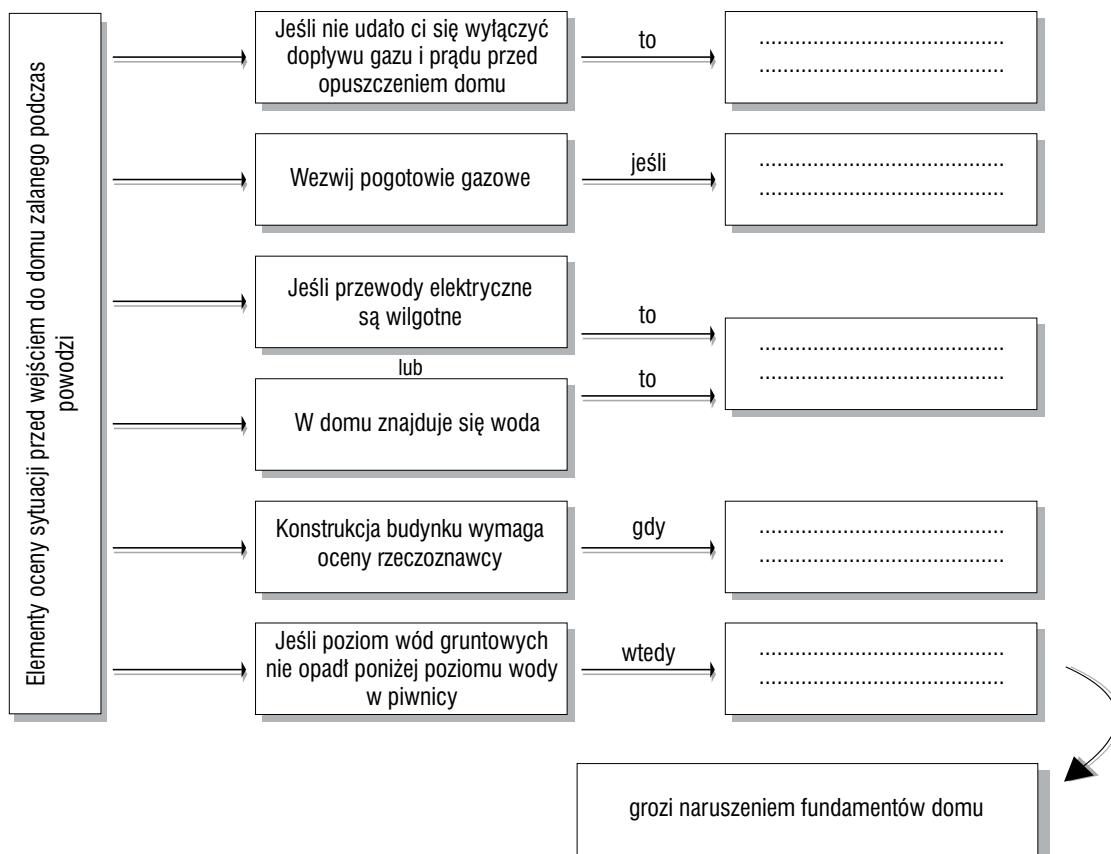 Elementy oceny sytuacji przed wejściem do domu zalanego podczas
powodzi
Jeśli nie udało ci się wyłączyć
dopływu gazu i prądu przed
opuszczeniem domu
to
........................................
........................................
Wezwij pogotowie gazowe
jeśli
........................................
........................................
Jeśli przewody elektryczne
są wilgotne
to
lub
W domu znajduje się woda
to
........................................
........................................
Konstrukcja budynku wymaga
oceny rzeczoznawcy
gdy
........................................
........................................
Jeśli poziom wód gruntowych
nie opadł poniżej poziomu wody
w piwnicy
wtedy
........................................
........................................
grozi naruszeniem fundamentów domu